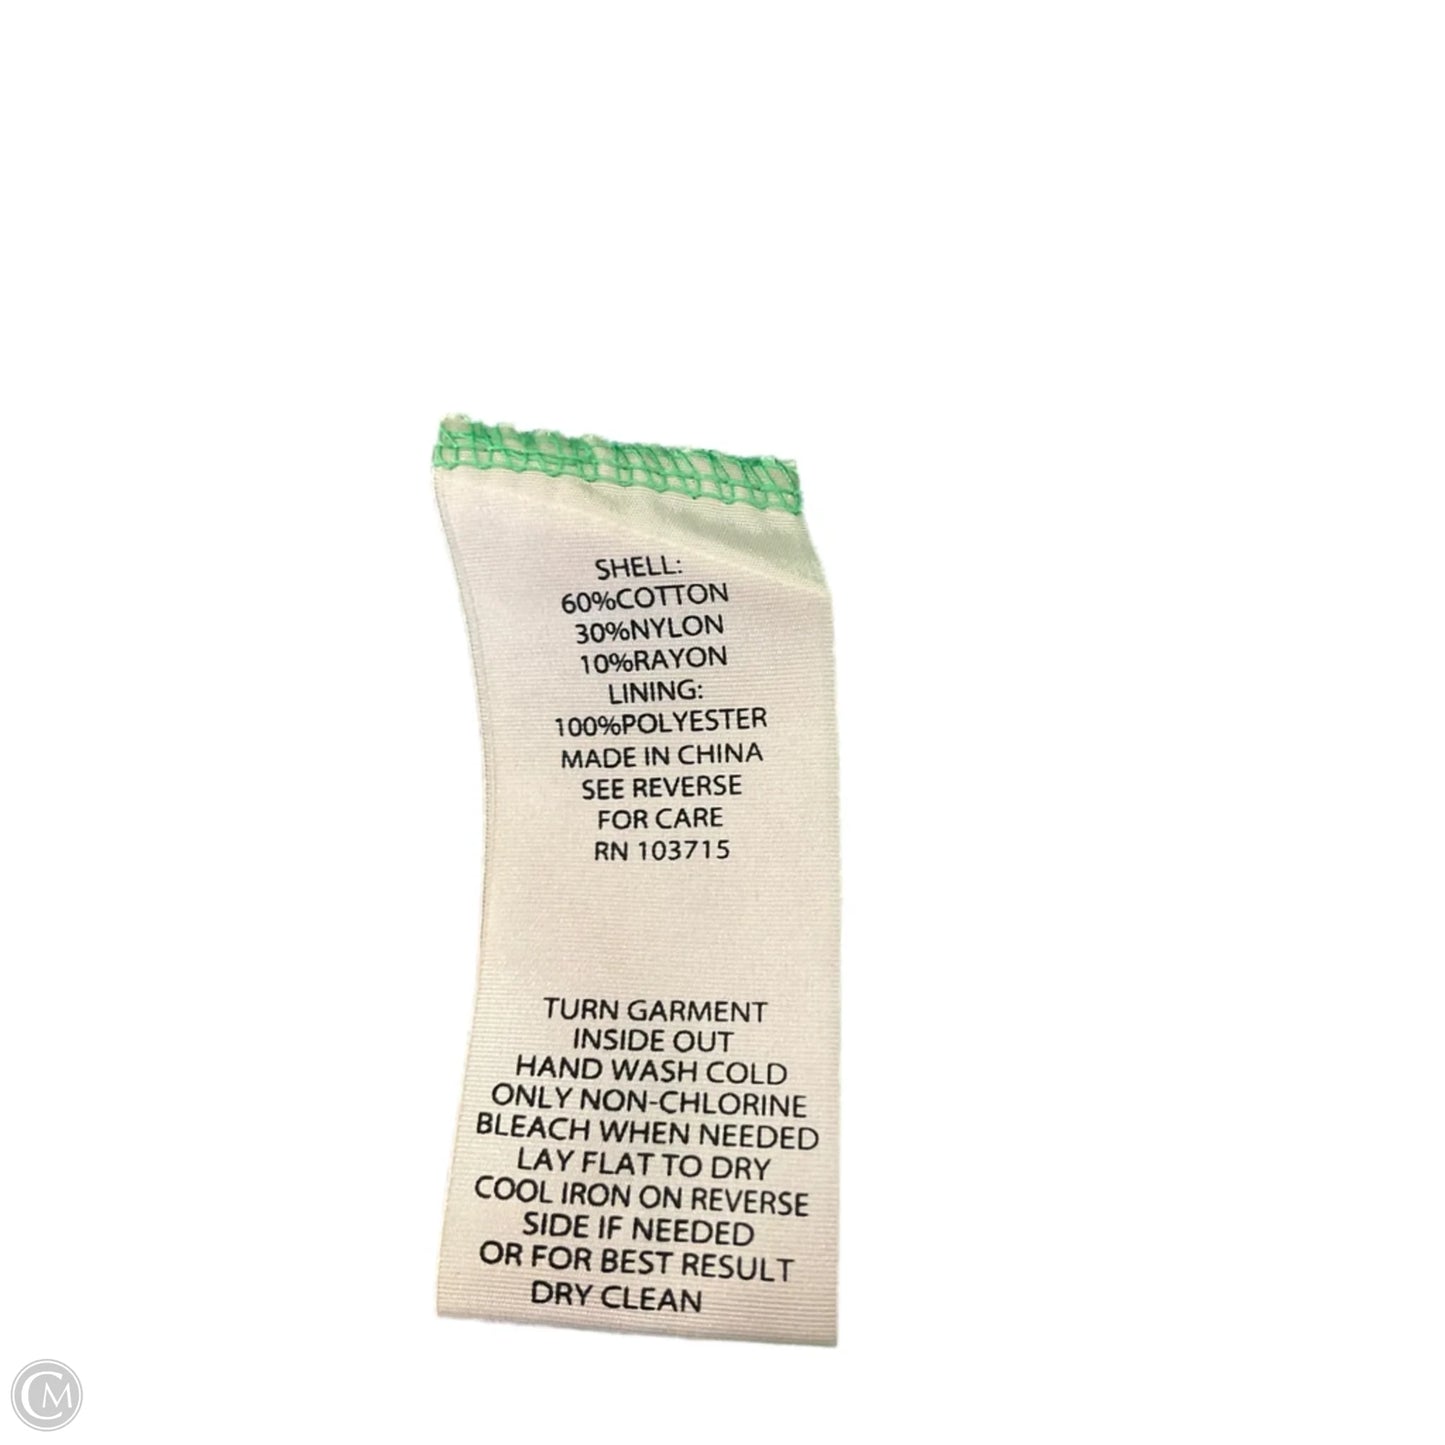 SHELL:
60%COTTON
30%NYLON
10%RAYON
LINING:
100%POLYESTER
MADE IN CHINA
SEE REVERSE
FOR CARE
RN 103715
TURN GARMENT
INSIDE OUT
HAND WASH COLD
ONLY NON-CHLORINE
BLEACH WHEN NEEDED
LAY FLAT TO DRY
COOL IRON ON REVERSE
SIDE IF NEEDED
OR FOR BEST RESULT
DRY CLEAN
CM